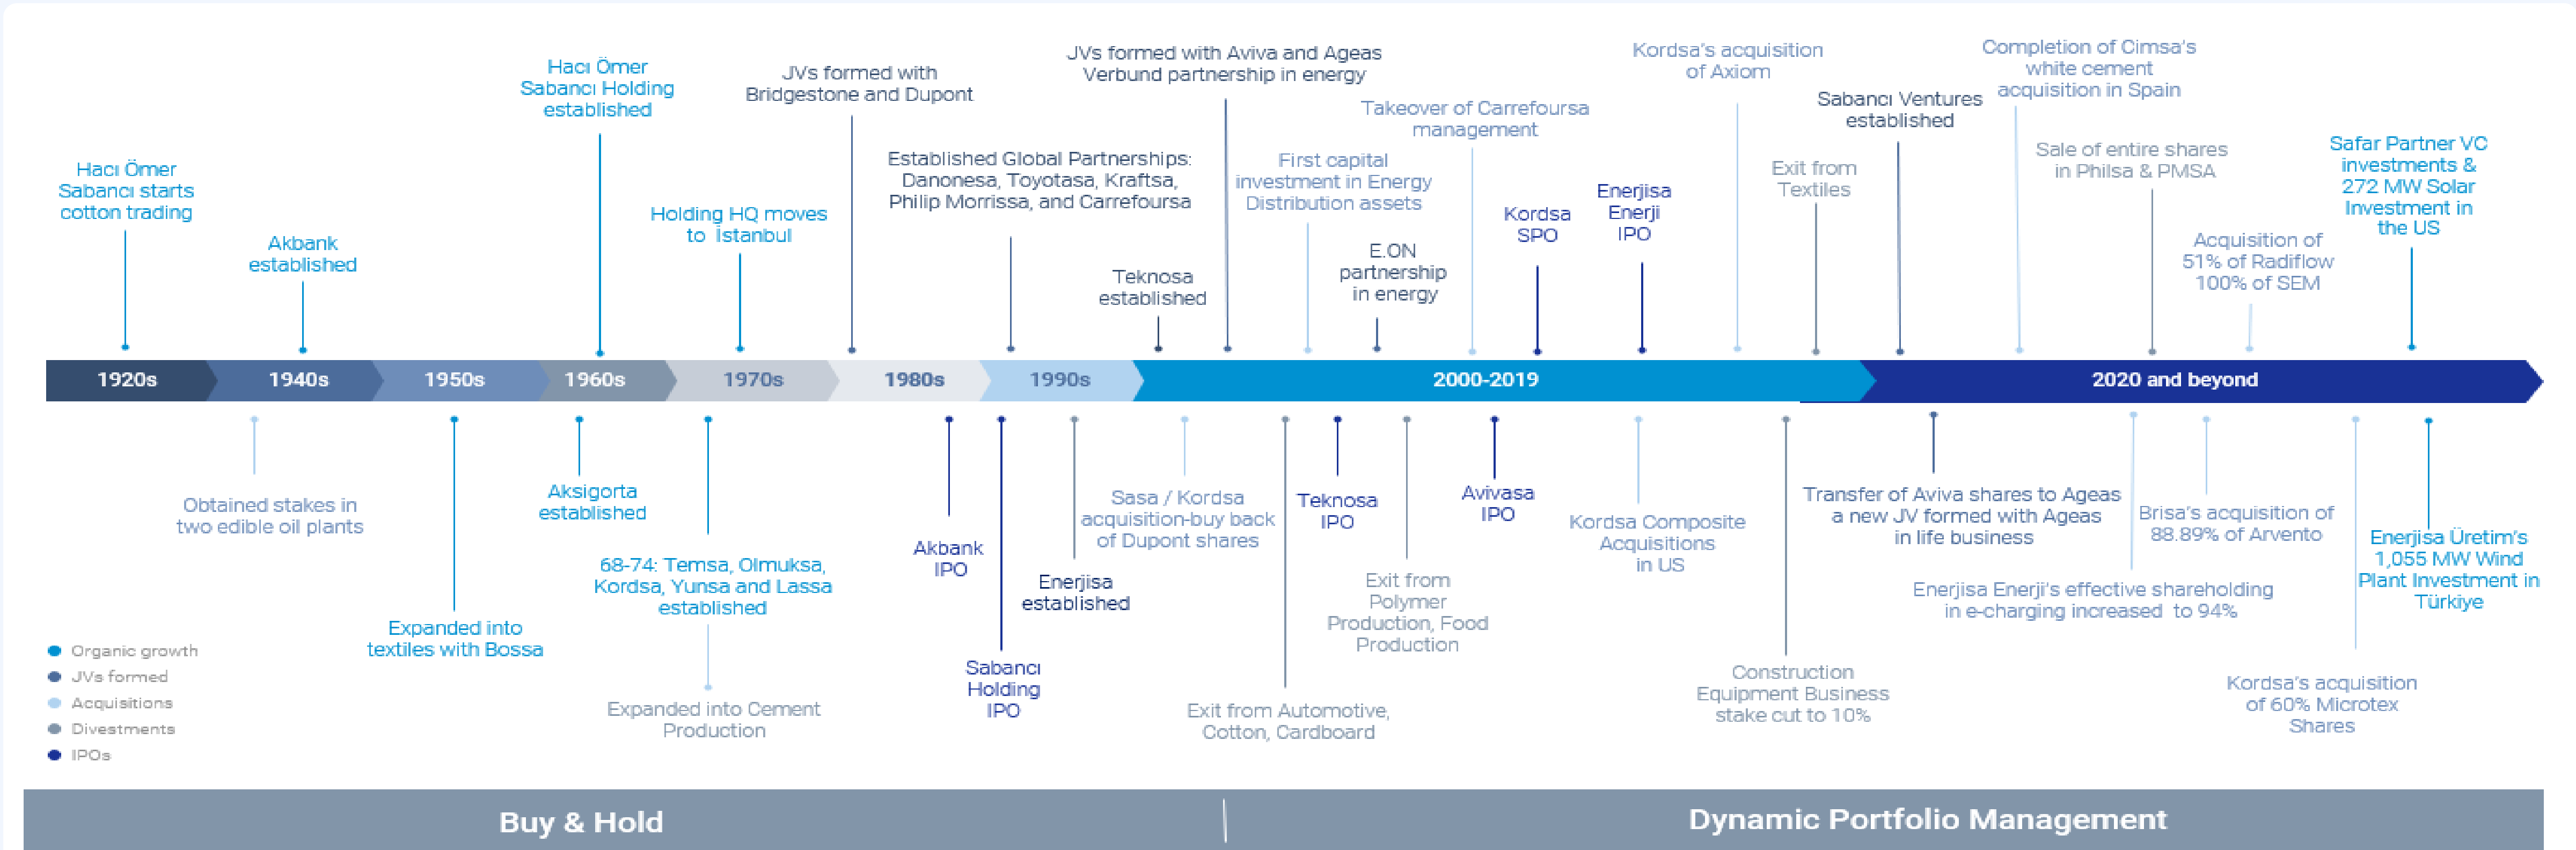 Hacı Ömer
Sabancı starts
cotton trading
Akbank
established
Hacı Ömer
Sabancı Holding
established
Holding HQ moves
to İstanbul
JVs formed with
Bridgestone and Dupont
Established Global Partnerships:
Danonesa, Toyotasa, Kraftsa,
Philip Morrissa, and Carrefoursa
Teknosa
established
JVs formed with Aviva and Ageas
Verbund partnership in energy
First capital
investment in Energy
Distribution assets
E.ON
partnership
in energy
Takeover of Carrefoursa
management
Kordsa
SPO
Enerjisa
Enerji
IPO
Kordsa's acquisition
of Axiom
Exit from
Textiles
Sabancı Ventures
established
Completion of Cimsa's
white cement
acquisition in Spain
Sale of entire shares
in Philsa & PMSA
Acquisition of
51% of Radiflow
100% of SEM
Safar Partner VC
investments &
272 MW Solar
Investment in
the US
1920s
1940s
1950s
1960s
1970s
1980s
1990s
2000-2019
2020 and beyond
Obtained stakes in
two edible oil plants
Expanded into
textiles with Bossa
Aksigorta
established
68-74: Temsa, Olmuksa,
Kordsa, Yunsa and Lassa
established
Expanded into Cement
Production
Akbank
IPO
Sabancı
Holding
IPO
Enerjisa
established
Sasa / Kordsa
acquisition-buy back
of Dupont shares
Exit from Automotive,
Cotton, Cardboard
Teknosa
IPO
Exit from
Polymer
Production, Food
Production
Avivasa
IPO
Kordsa Composite
Acquisitions
in US
Construction
Equipment Business
stake cut to 10%
Transfer of Aviva shares to Ageas
a new JV formed with Ageas
in life business
Enerjisa Enerji's effective shareholding
in e-charging increased to 94%
Brisa's acquisition of
88.89% of Arvento
Kordsa's acquisition
of 60% Microtex
Shares
Enerjisa Üretim's
1,055 MW Wind
Plant Investment in
Türkiye
Organic growth
JVs formed
Acquisitions
Divestments
IPOs
Buy & Hold
Dynamic Portfolio Management